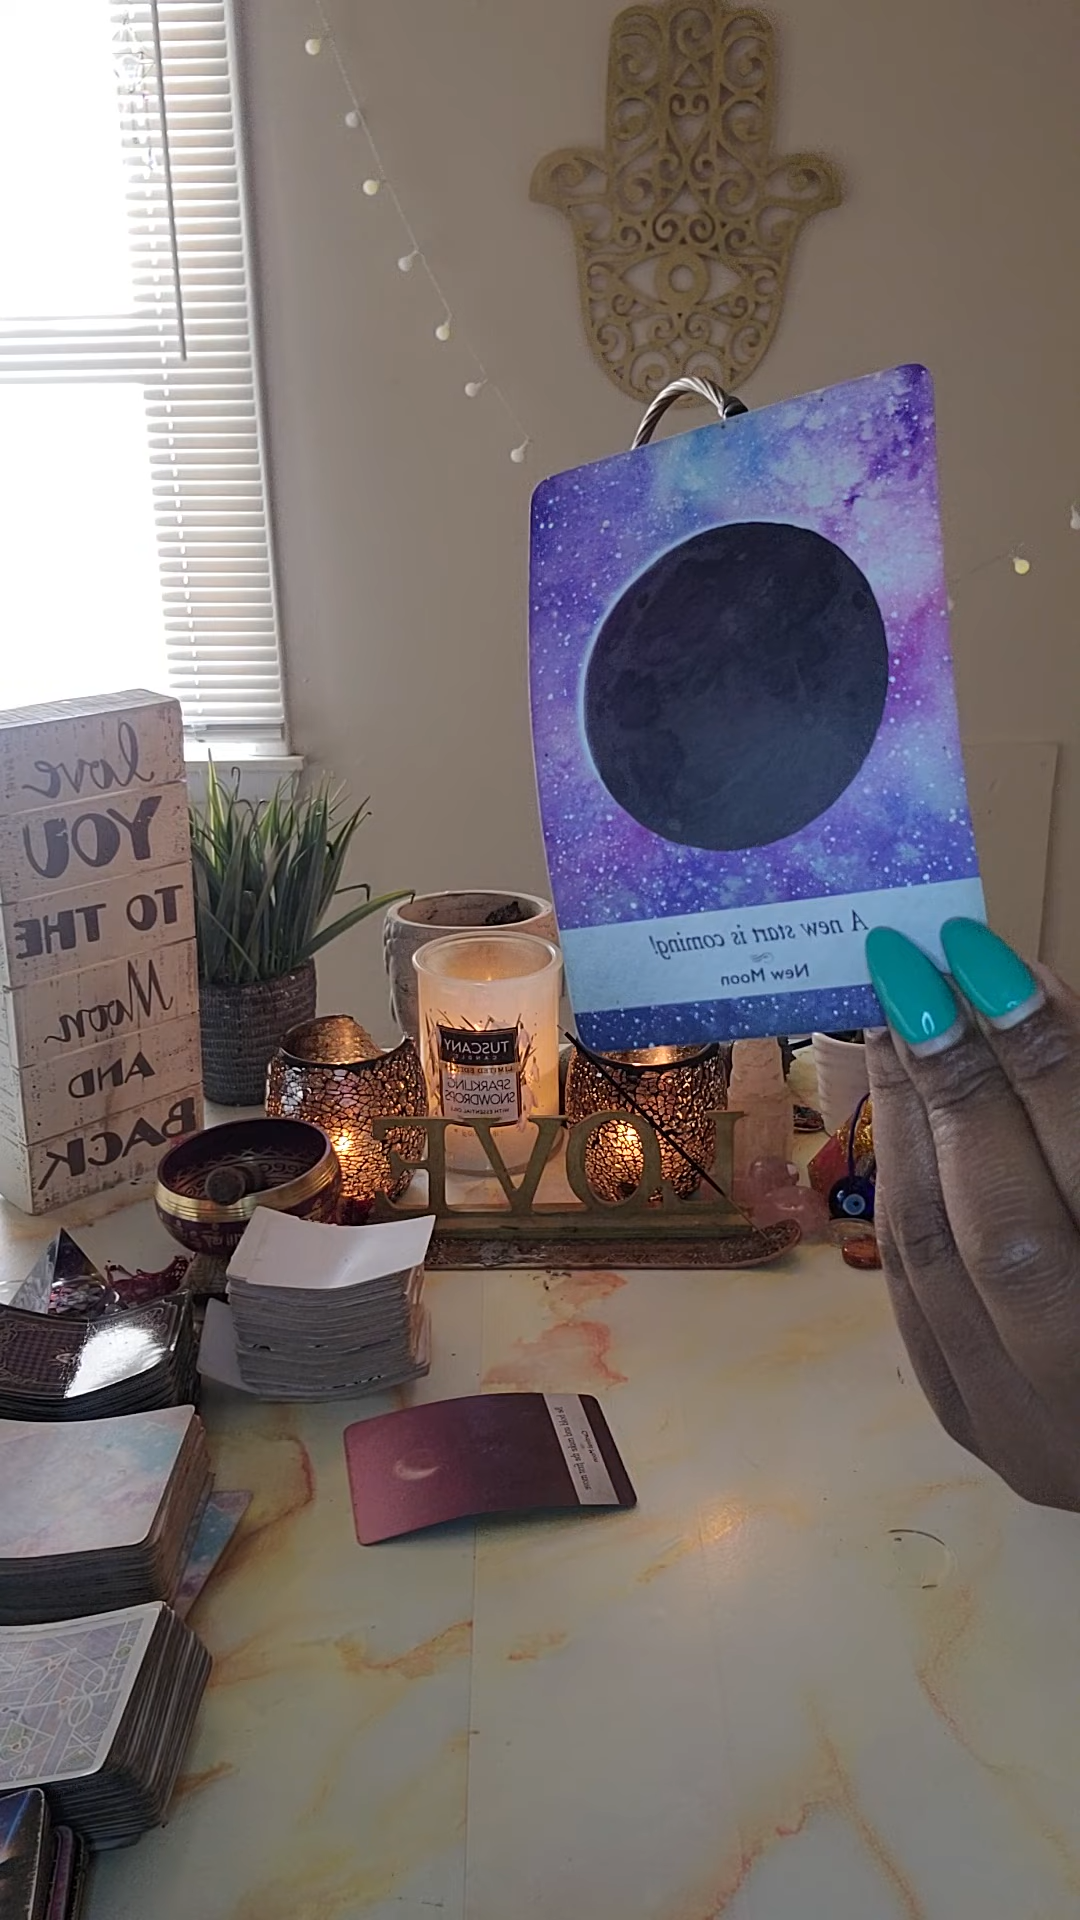 love
YOU
TO THE
Moon
AND
BACK
A new start is coming!
New Moon
TUSCANY
CANDLE
LIMITED EDITION
SPARKLING
SNOWDROPS
WITH ESSENTIAL OILS
LOVE